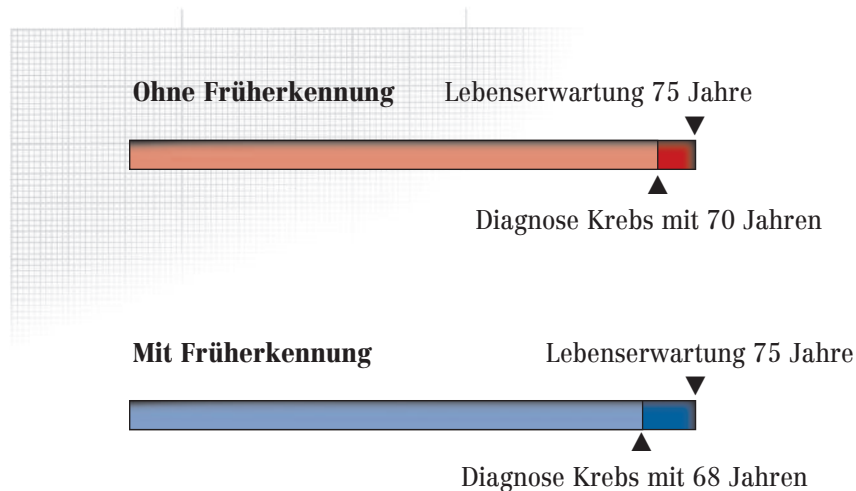 Ohne Früherkennung Lebenserwartung 75 Jahre
Diagnose Krebs mit 70 Jahren
Mit Früherkennung Lebenserwartung 75 Jahre
Diagnose Krebs mit 68 Jahren